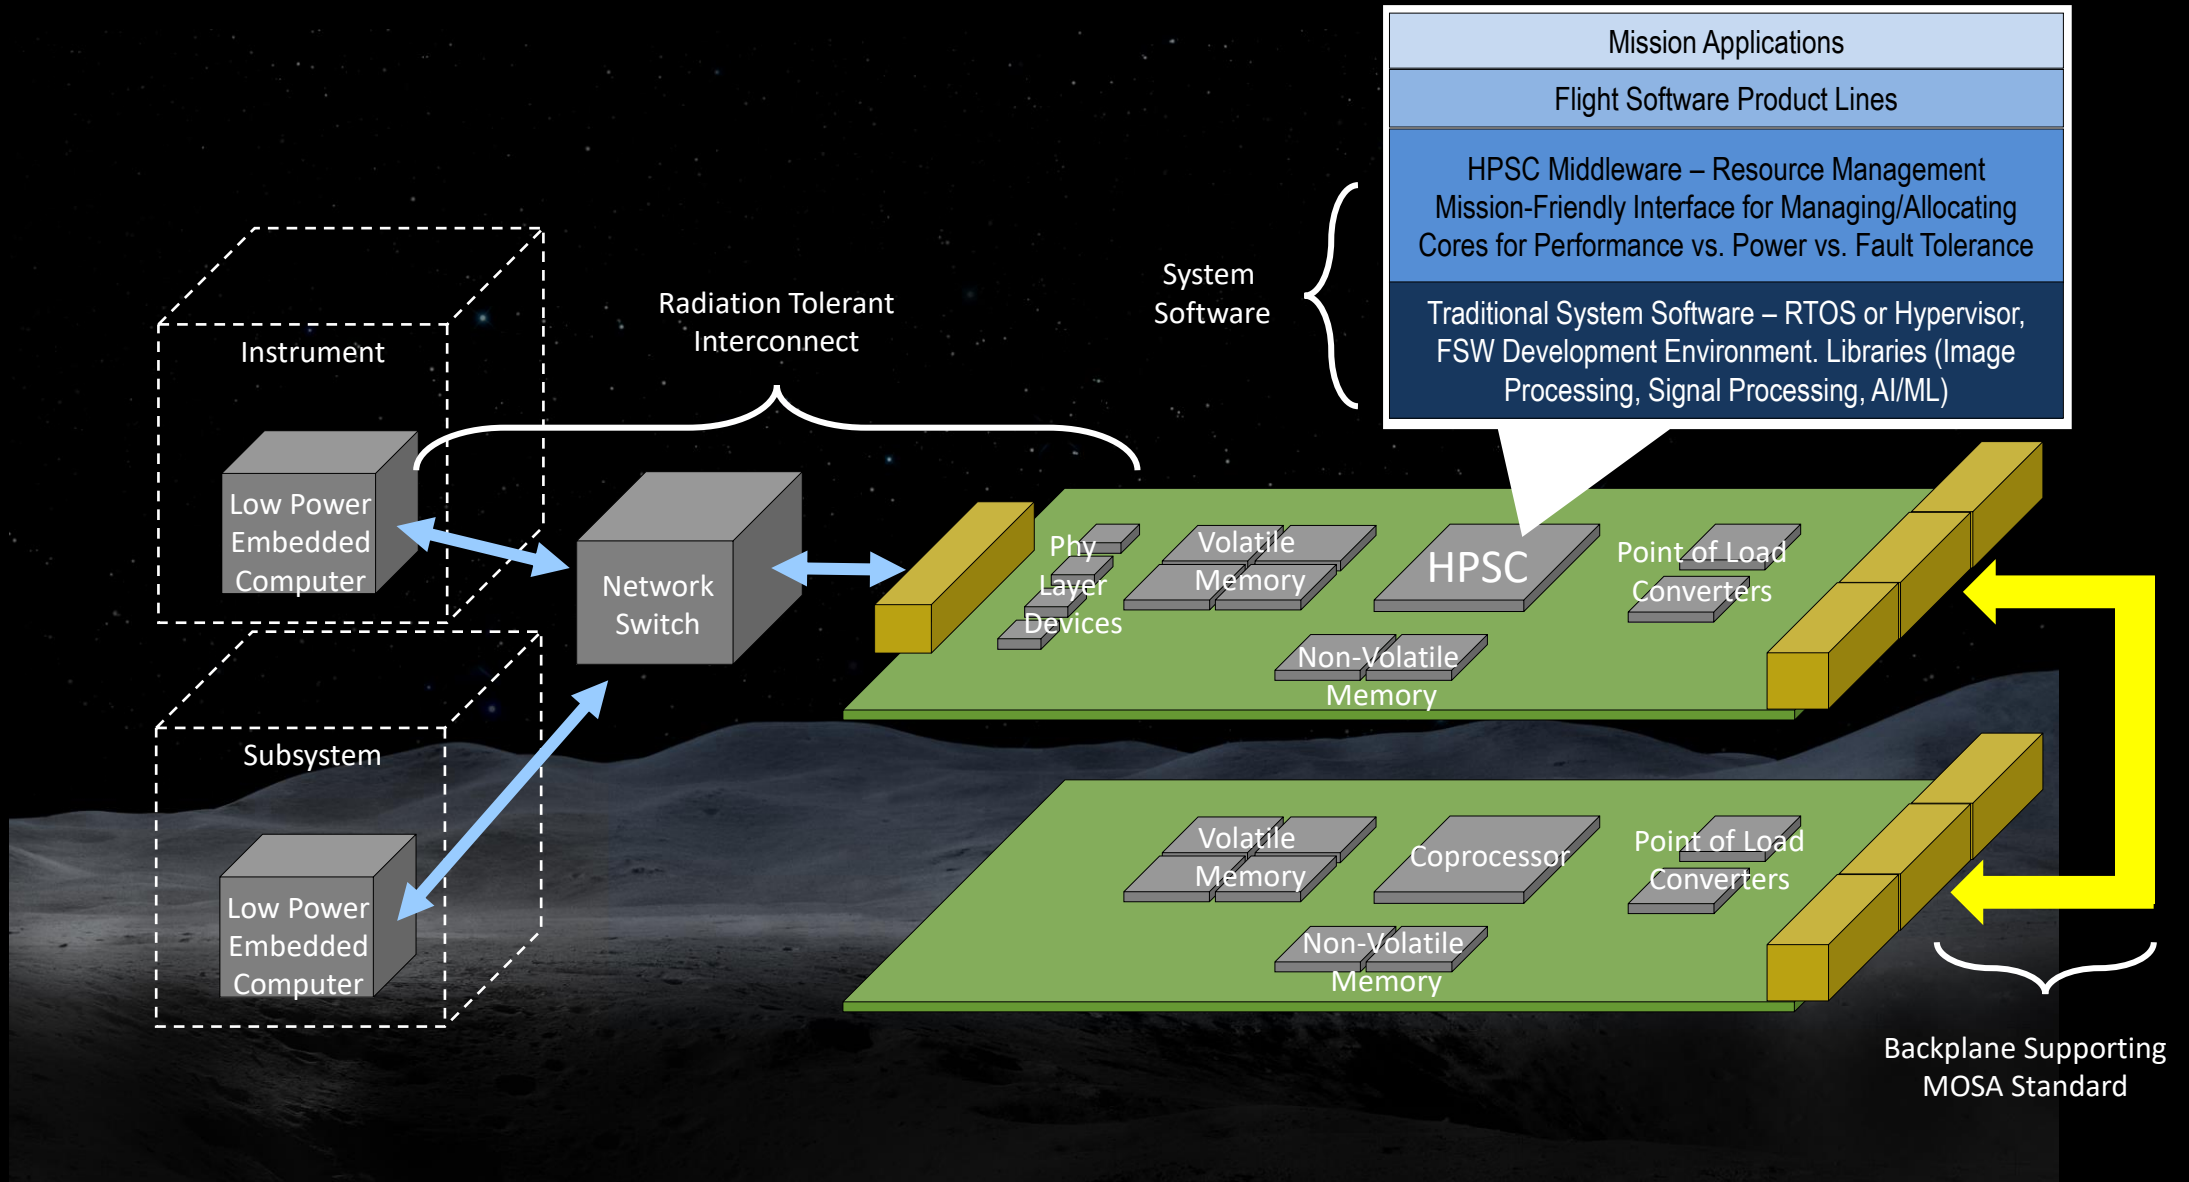 Mission Applications
Flight Software Product Lines
HPSC Middleware – Resource Management
Mission-Friendly Interface for Managing/Allocating
Cores for Performance vs. Power vs. Fault Tolerance
Traditional System Software – RTOS or Hypervisor,
FSW Development Environment. Libraries (Image
Processing, Signal Processing, AI/ML)
System
Software
Radiation Tolerant
Interconnect
Instrument
Low Power
Embedded
Computer
Network
Switch
Phy
Layer
Devices
Volatile
Memory
HPSC
Point of Load
Converters
Non-Volatile
Memory
Subsystem
Low Power
Embedded
Computer
Volatile
Memory
Coprocessor
Point of Load
Converters
Non-Volatile
Memory
Backplane Supporting
MOSA Standard